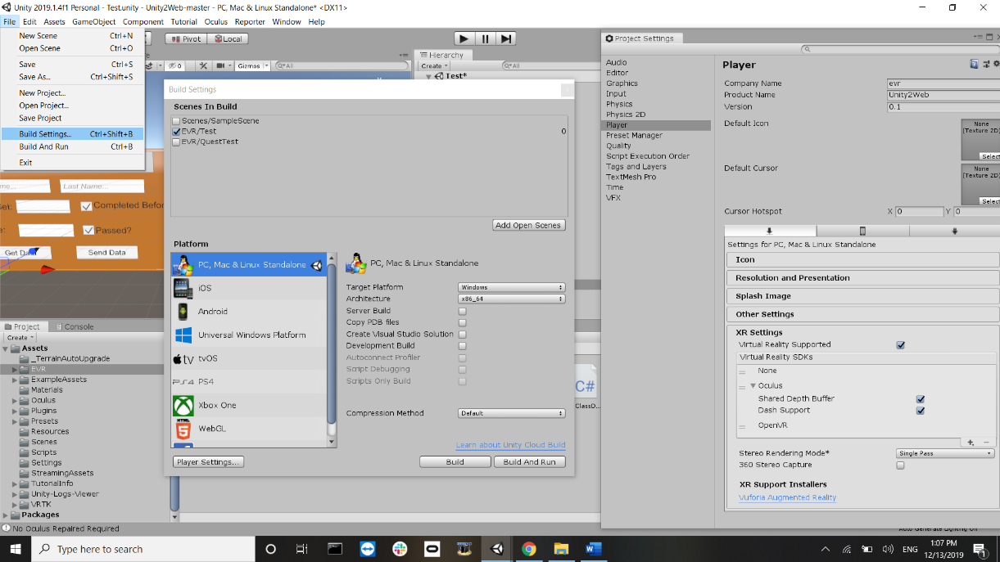 Unity 2019.1.4f1 Personal - Test.unity - Unity2Web-master - PC, Mac & Linux Standalone* <DX11>
File Edit Assets GameObject Component Tutorial Oculus Reporter Window Help
New Scene Ctrl+N
Open Scene Ctrl+O
Save Ctrl+S
Save As... Ctrl+Shift+S
New Project...
Open Project...
Save Project
Build Settings... Ctrl+Shift+B
Build And Run Ctrl+B
Exit
Pivot Local
0 Gizmos All
Last Name...
Completed Befor
Passed?
Send Data
Hierarchy
Create All
Test*
Build Settings
Scenes In Build
Scenes/SampleScene
EVR/Test 0
EVR/QuestTest
Add Open Scenes
Platform
PC, Mac & Linux Standalone
iOS
Android
Universal Windows Platform
tvOS
PS4
Xbox One
HTML
WebGL
PC, Mac & Linux Standalone
Target Platform Windows
Architecture x86_64
Server Build
Copy PDB files
Create Visual Studio Solution
Development Build
Autoconnect Profiler
Script Debugging
Scripts Only Build
Compression Method Default
Learn about Unity Cloud Build
Player Settings... Build Build And Run
C#
ClassD...
Project Console
Create
Assets
_TerrainAutoUpgrade
EVR
ExampleAssets
Materials
Oculus
Plugins
Presets
Resources
Scenes
Scripts
Settings
StreamingAssets
TutorialInfo
Unity-Logs-Viewer
VRTK
Packages
No Oculus Repaired Required
Project Settings
Audio
Editor
Graphics
Input
Physics
Physics 2D
Player
Preset Manager
Quality
Script Execution Order
Tags and Layers
TextMesh Pro
Time
VFX
Player
Company Name evr
Product Name Unity2Web
Version 0.1
Default Icon None
(Texture 2D)
Select
Default Cursor None
(Texture 2D)
Select
Cursor Hotspot X 0 Y 0
Settings for PC, Mac & Linux Standalone
Icon
Resolution and Presentation
Splash Image
Other Settings
XR Settings
Virtual Reality Supported
Virtual Reality SDKs
None
Oculus
Shared Depth Buffer
Dash Support
OpenVR
Stereo Rendering Mode* Single Pass
360 Stereo Capture
XR Support Installers
Vuforia Augmented Reality
Auto Generate Lighting Off
Type here to search
ENG
1:07 PM
12/13/2019
1